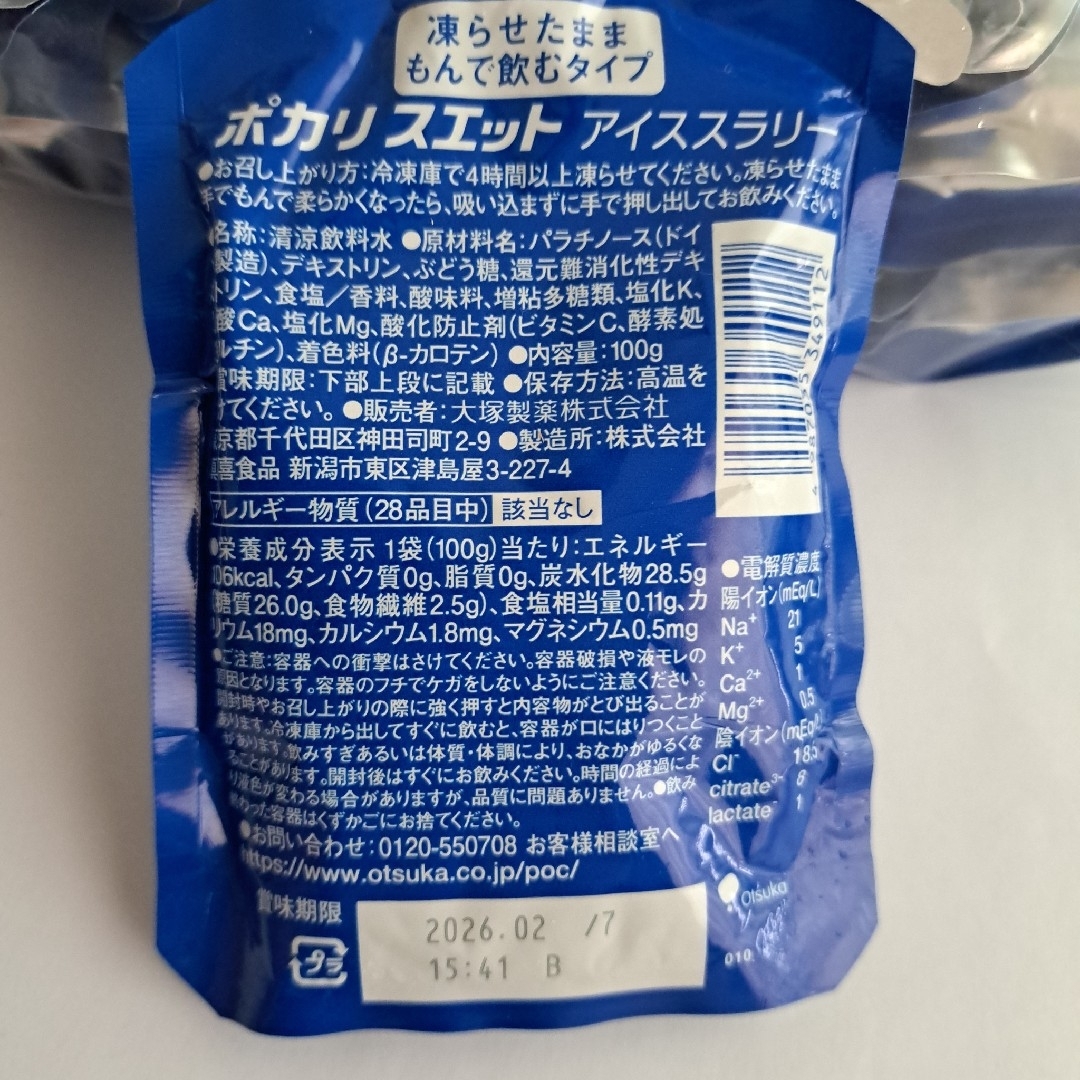 凍らせたまま
もんで飲むタイプ
ポカリスエット アイススラリー
●お召し上がり方:冷凍庫で4時間以上凍らせてください。凍らせたまま
手でもんで柔らかくなったら、吸い込まずに手で押し出してお飲みください。
名称:清涼飲料水 ●原材料名:パラチノース(ドイ
製造)、デキストリン、ぶどう糖、還元難消化性デキ
トリン、食塩/香料、酸味料、増粘多糖類、塩化K、
酸Ca、塩化Mg、酸化防止剤(ビタミンC、酵素処
ルチン)、着色料(β-カロテン) ●内容量:100g
賞味期限:下部上段に記載 ●保存方法:高温を
けてください。 ●販売者:大塚製薬株式会社
京都千代田区神田司町2-9 ●製造所:株式会社
喜食品 新潟市東区津島屋3-227-4
アレルギー物質(28品目中) 該当なし
●栄養成分表示 1袋(100g)当たり:エネルギー
06kcal、タンパク質0g、脂質0g、炭水化物28.5g
糖質26.0g、食物繊維2.5g)、食塩相当量0.11g、カ
リウム18mg、カルシウム1.8mg、マグネシウム0.5mg
●ご注意:容器への衝撃はさけてください。容器破損や液モレの
原因となります。容器のフチでケガをしないようにご注意ください。
開封時やお召し上がりの際に強く押すと内容物がとび出ることが
あります。冷凍庫から出してすぐに飲むと、容器が口にはりつくこと
があります。飲みすぎあるいは体質・体調により、おなかがゆるくな
ることがあります。開封後はすぐにお飲みください。時間の経過によ
り液色が変わる場合がありますが、品質に問題ありません。●飲み
終わった容器はくずかごにお捨てください。
●お問い合わせ:0120-550708 お客様相談室へ
https://www.otsuka.co.jp/poc/
●電解質濃度
陽イオン(mEq/L)
Na⁺ 21
K⁺ 5
Ca²⁺ 1
Mg²⁺ 0.5
陰イオン(mEq/L)
Cl⁻ 18.5
citrate³⁻ 8
lactate⁻ 1
Otsuka
賞味期限
2026.02 /7
15:41 B
プラ
010